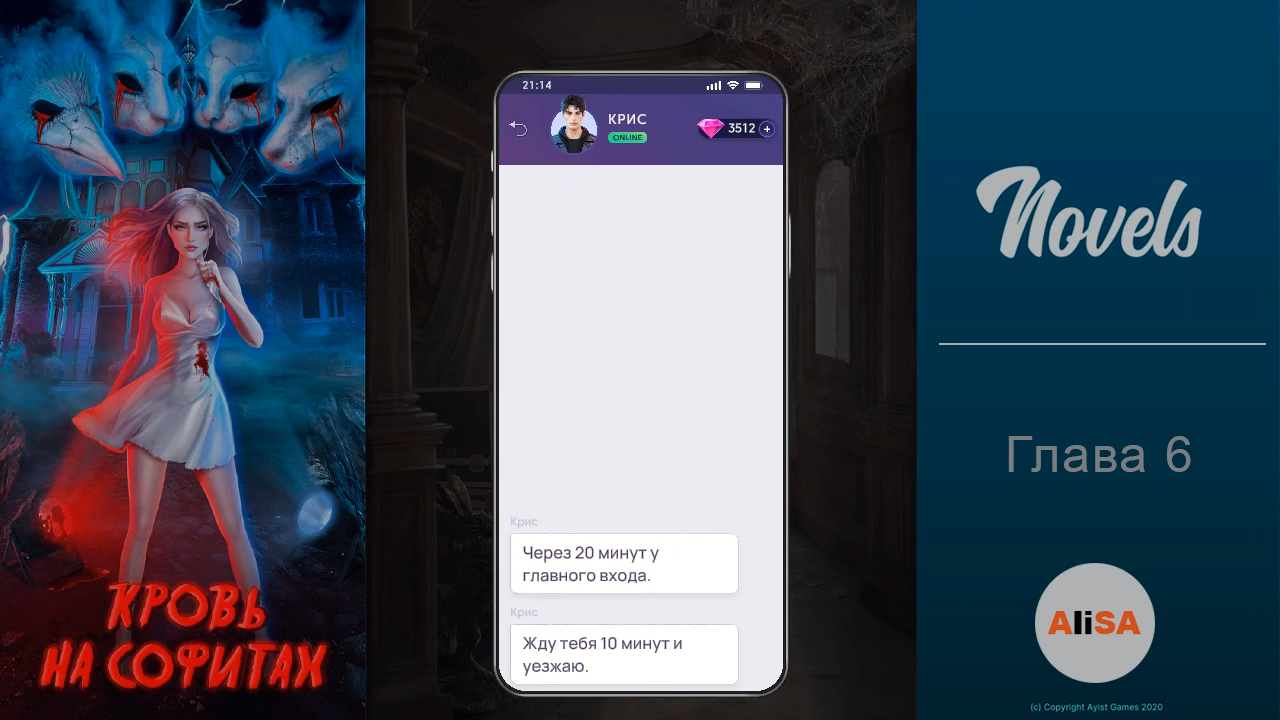 КРОВЬ
НА СОФИТАХ
21:14
КРИС
ONLINE
3512 +
Крис
Через 20 минут у
главного входа.
Крис
Жду тебя 10 минут и
уезжаю.
Novels
Глава 6
AliSA
(c) Copyright Ayist Games 2020